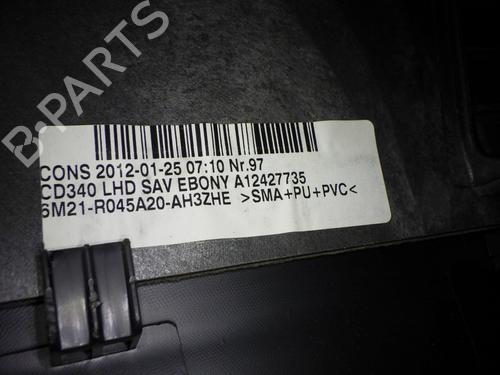 CONS 2012-01-25 07:10 Nr.97
CD340 LHD SAV EBONY A12427735
6M21-R045A20-AH3ZHE >SMA+PU+PVC<
B-PARTS